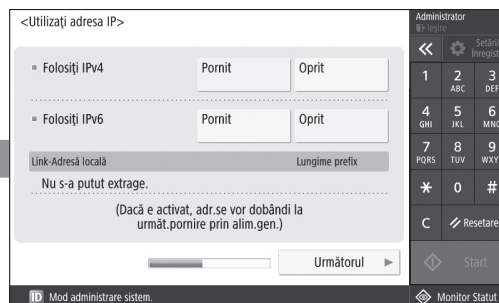 <Utilizați adresa IP>
Folosiți IPv4
Pornit
Oprit
Folosiți IPv6
Pornit
Oprit
Link-Adresă locală
Lungime prefix
Nu s-a putut extrage.
(Dacă e activat, adr.se vor dobândi la
următ.pornire prin alim.gen.)
Următorul
ID Mod administrare sistem.
Administrator
Ieșire
Setări/
1
2 3
ABC DEF
4 5 6
GHI JKL MNO
7 8 9
PQRS TUV
0 #
C Resetare
Start
Monitor Statut